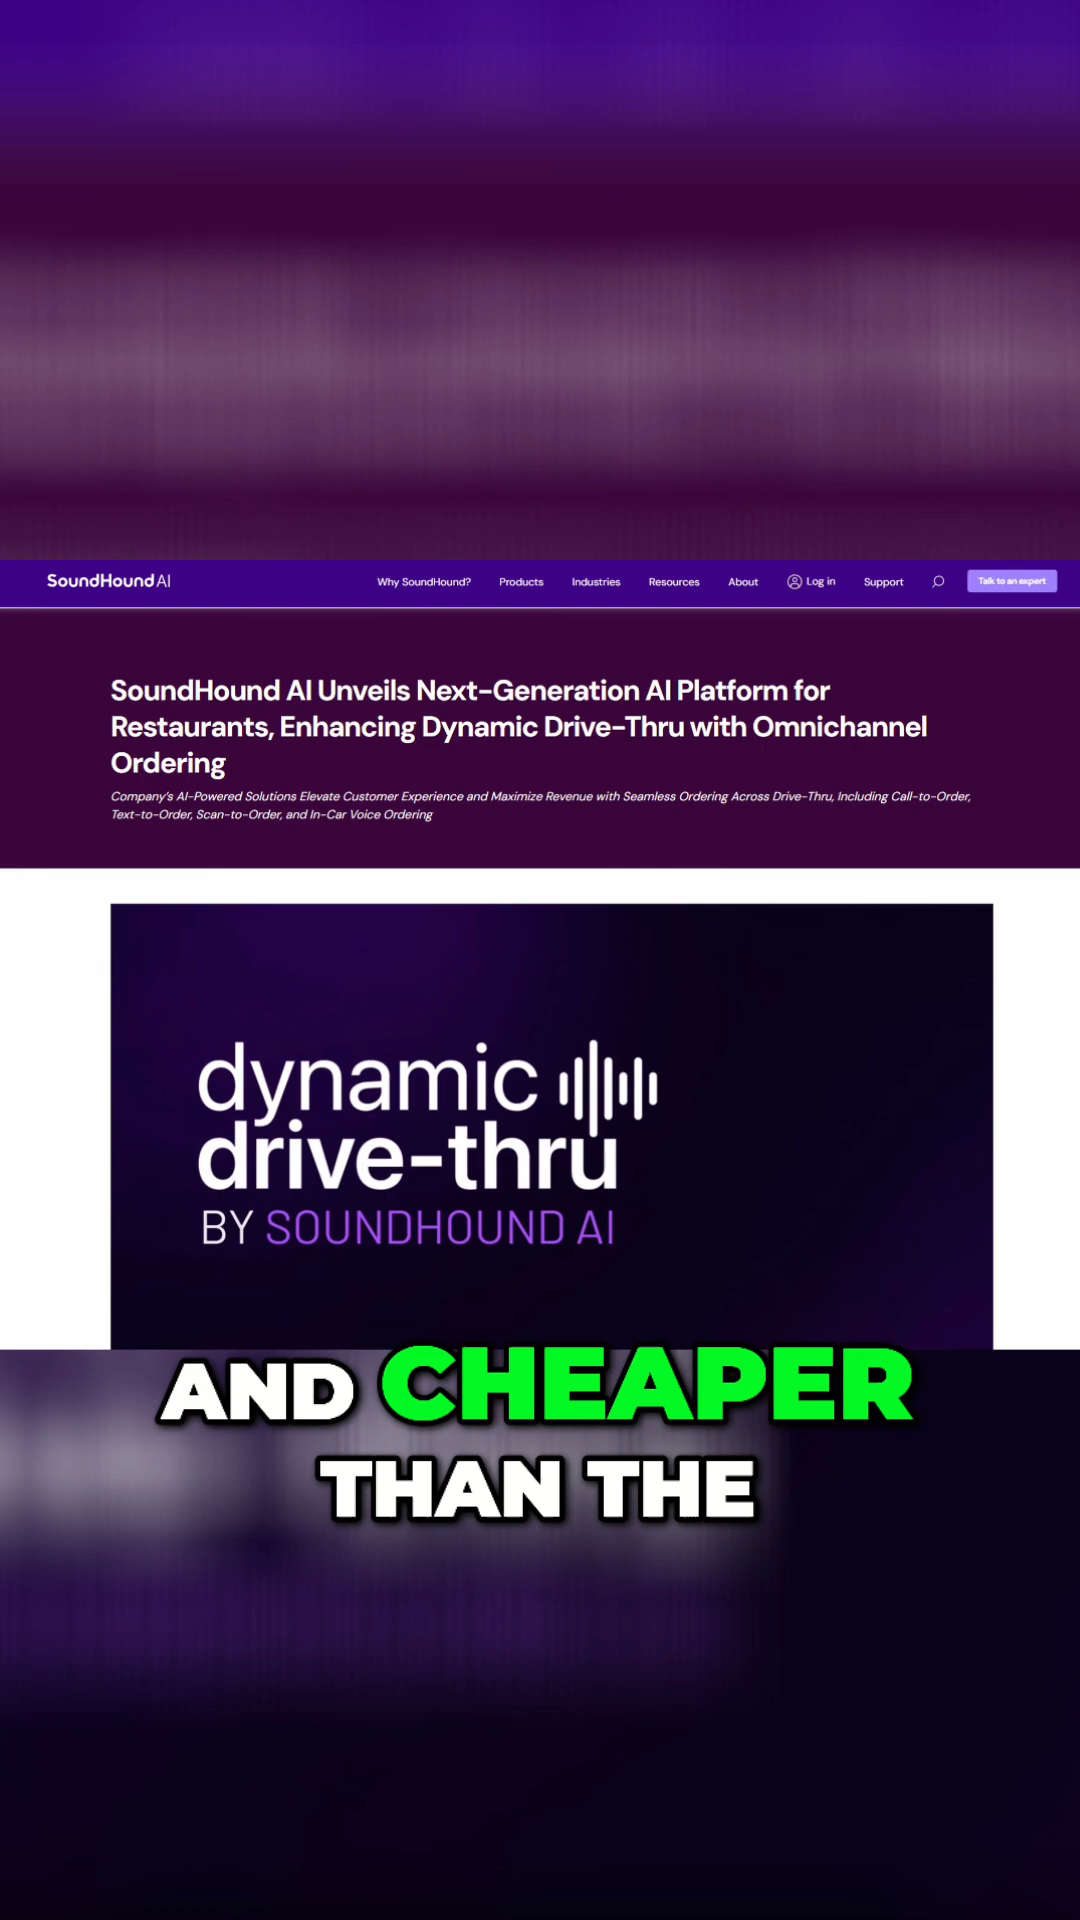 SoundHound AI
Why SoundHound? Products Industries Resources About Log in Support Talk to an expert
SoundHound AI Unveils Next-Generation AI Platform for
Restaurants, Enhancing Dynamic Drive-Thru with Omnichannel
Ordering
Company's AI-Powered Solutions Elevate Customer Experience and Maximize Revenue with Seamless Ordering Across Drive-Thru, Including Call-to-Order,
Text-to-Order, Scan-to-Order, and In-Car Voice Ordering
dynamic
drive-thru
BY SOUNDHOUND AI
AND CHEAPER
THAN THE